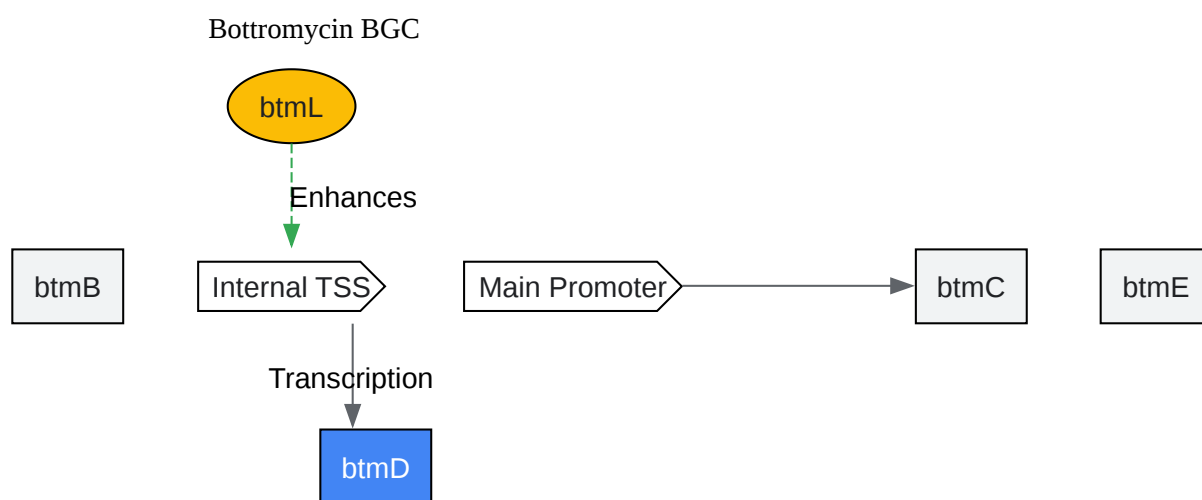 Bottromycin BGC
btmL
Enhances
btmB
Internal TSS
Main Promoter
btmC
btmE
Transcription
btmD